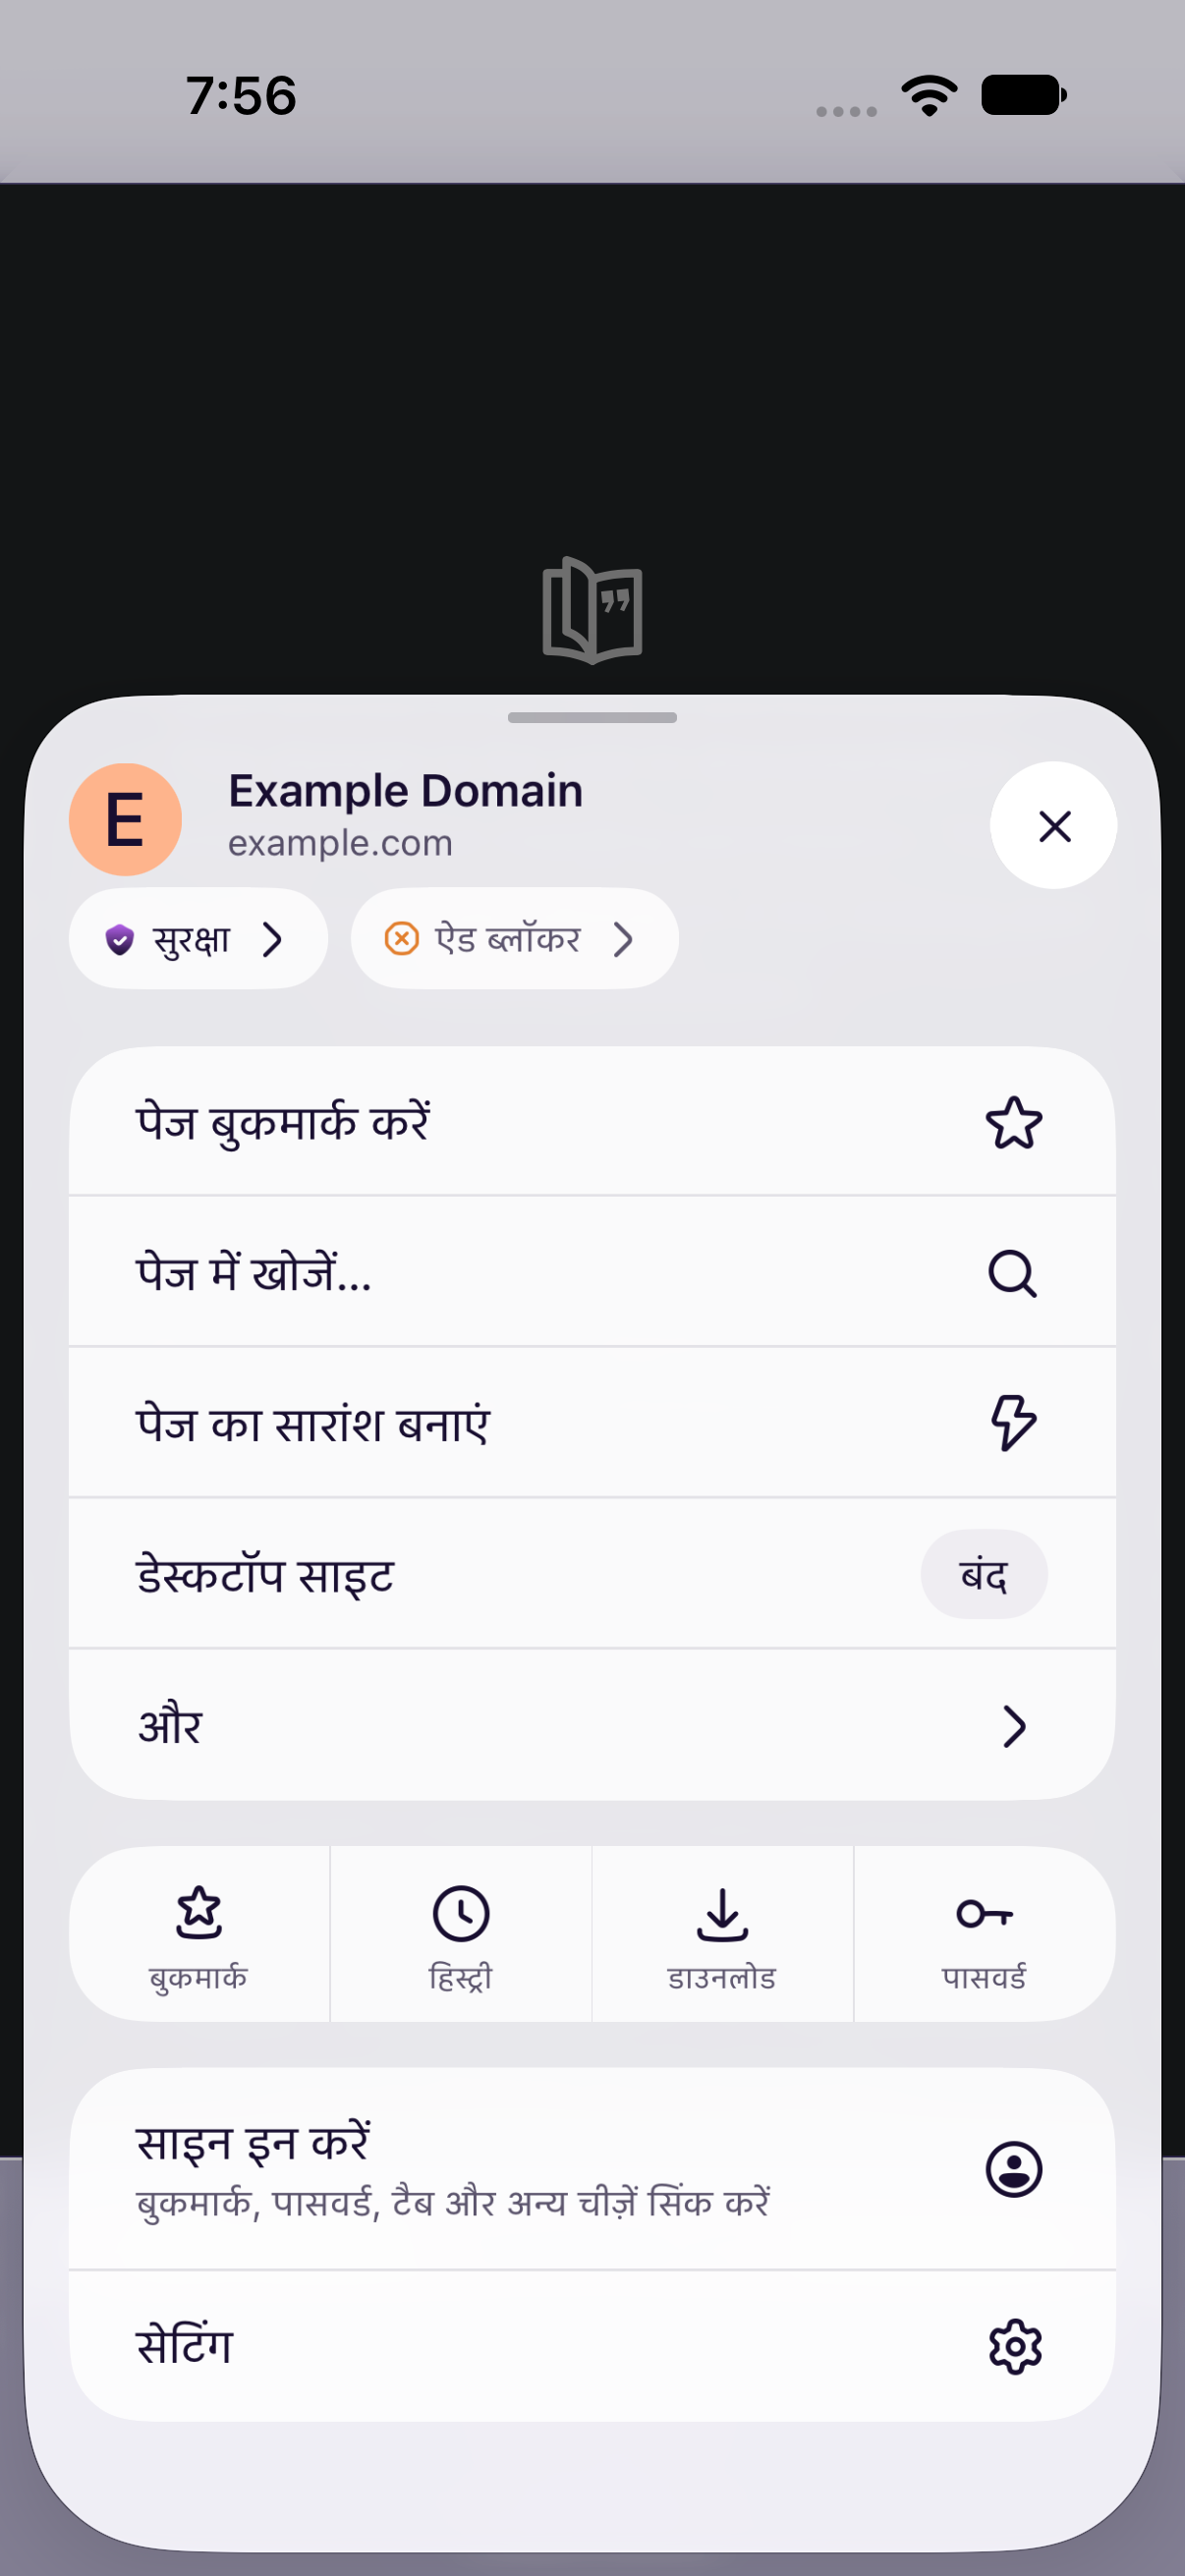 7:56
E
Example Domain
example.com
सुरक्षा
ऐड ब्लॉकर
पेज बुकमार्क करें
पेज में खोजें...
पेज का सारांश बनाएं
डेस्कटॉप साइट
बंद
और
बुकमार्क
हिस्ट्री
डाउनलोड
पासवर्ड
साइन इन करें
बुकमार्क, पासवर्ड, टैब और अन्य चीज़ें सिंक करें
सेटिंग